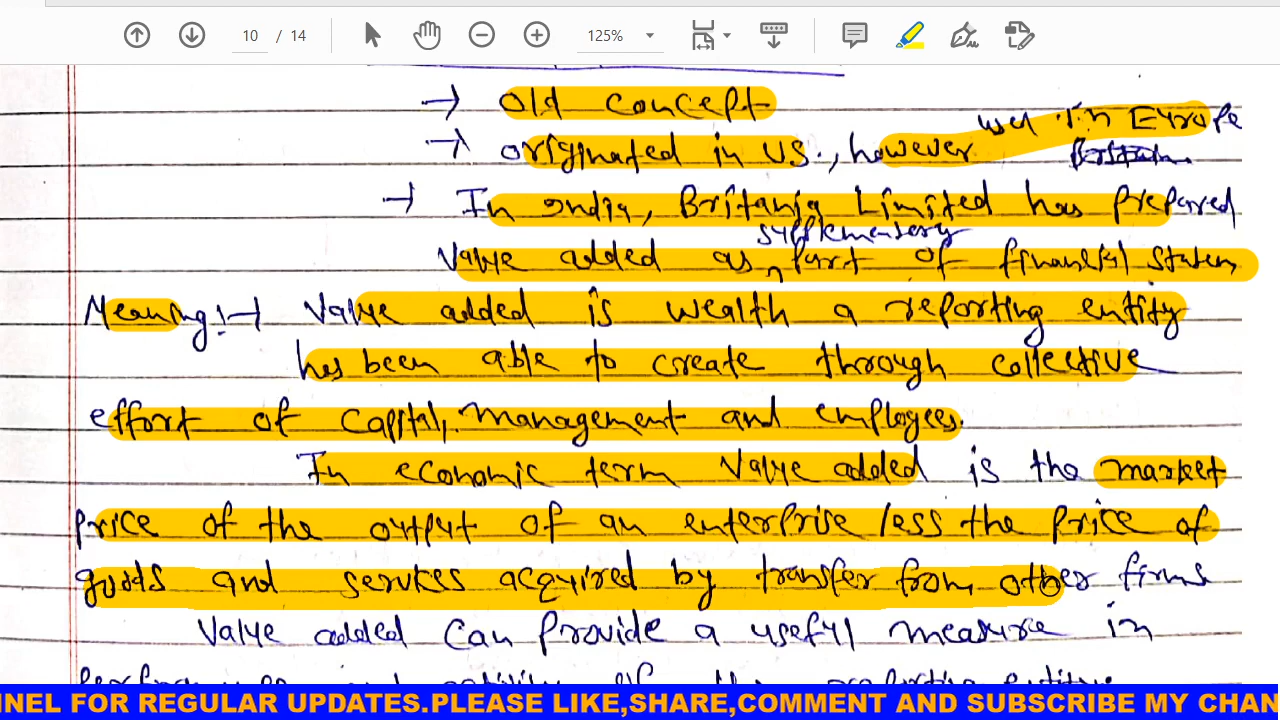 10 / 14 125%
→ Old concept
→ originated in US., however in Europe
→ In India, Britania Limited has prepared
supplementary
Value added as part of financial statem
Meaning:→ Value added is wealth a reporting entity
has been able to create through collective
effort of capital, management and employees.
In economic term value added is the market
price of the output of an enterprise less the price of
goods and services acquired by transfer from other firms
Value added can provide a useful measure in
NNEL FOR REGULAR UPDATES.PLEASE LIKE,SHARE,COMMENT AND SUBSCRIBE MY CHAN